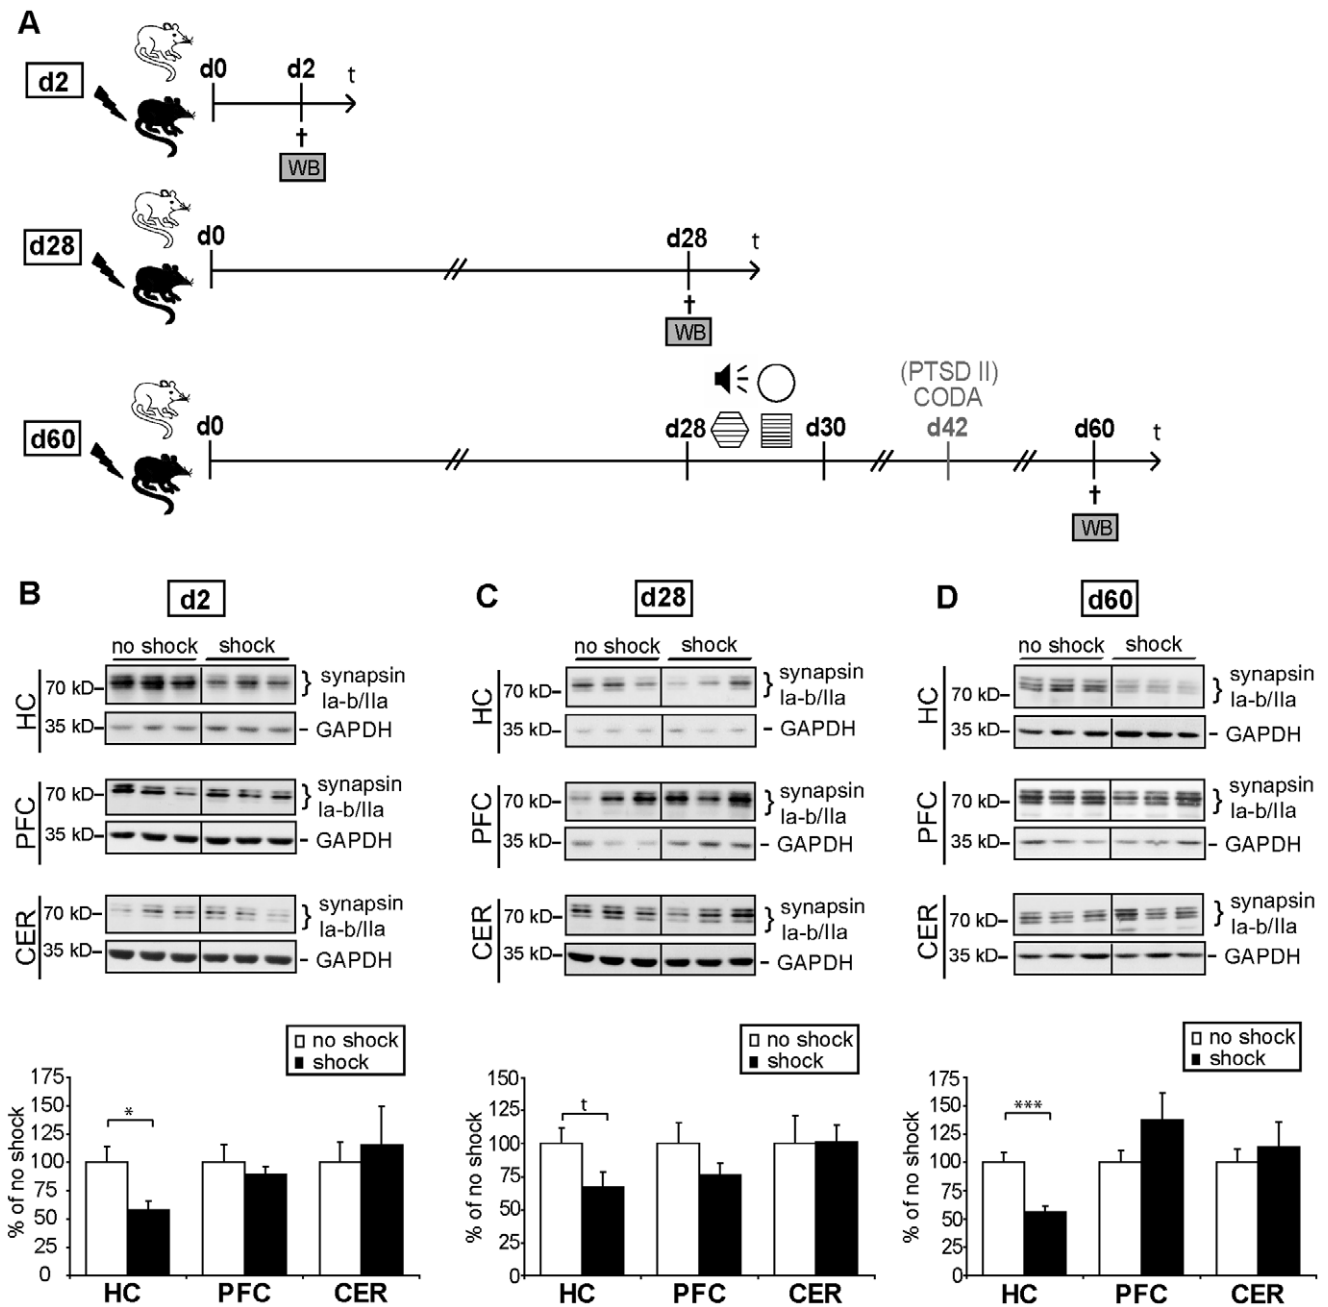 A
d2
d0 d2 t
†
WB
d28
d0 d28 t
†
WB
(PTSD II)
CODA
d60
d0 d28 d30 d42 d60 t
†
WB
B d2
no shock shock
HC
70 kD synapsin
Ia-b/IIa
35 kD GAPDH
PFC
70 kD synapsin
Ia-b/IIa
35 kD GAPDH
CER
70 kD synapsin
Ia-b/IIa
35 kD GAPDH
no shock
shock
% of no shock
175
150
125
100
75
50
25
0
*
HC PFC CER
C d28
no shock shock
HC
70 kD synapsin
Ia-b/IIa
35 kD GAPDH
PFC
70 kD synapsin
Ia-b/IIa
35 kD GAPDH
CER
70 kD synapsin
Ia-b/IIa
35 kD GAPDH
no shock
shock
% of no shock
150
125
100
75
50
25
0
t
HC PFC CER
D d60
no shock shock
HC
70 kD synapsin
Ia-b/IIa
35 kD GAPDH
PFC
70 kD synapsin
Ia-b/IIa
35 kD GAPDH
CER
70 kD synapsin
Ia-b/IIa
35 kD GAPDH
no shock
shock
% of no shock
175
150
125
100
75
50
25
0
***
HC PFC CER